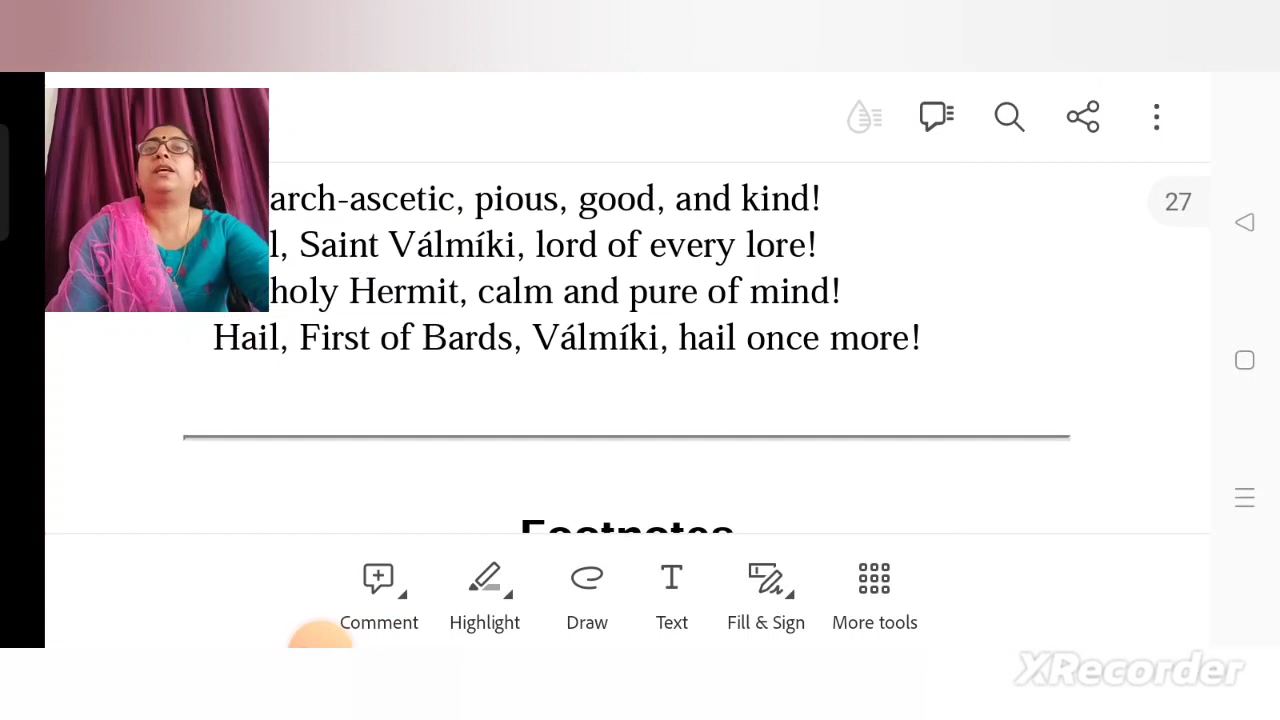 27
arch-ascetic, pious, good, and kind!
l, Saint Válmíki, lord of every lore!
holy Hermit, calm and pure of mind!
Hail, First of Bards, Válmíki, hail once more!
Footnotes
Comment
Highlight
Draw
T
Text
Fill & Sign
More tools
XRecorder